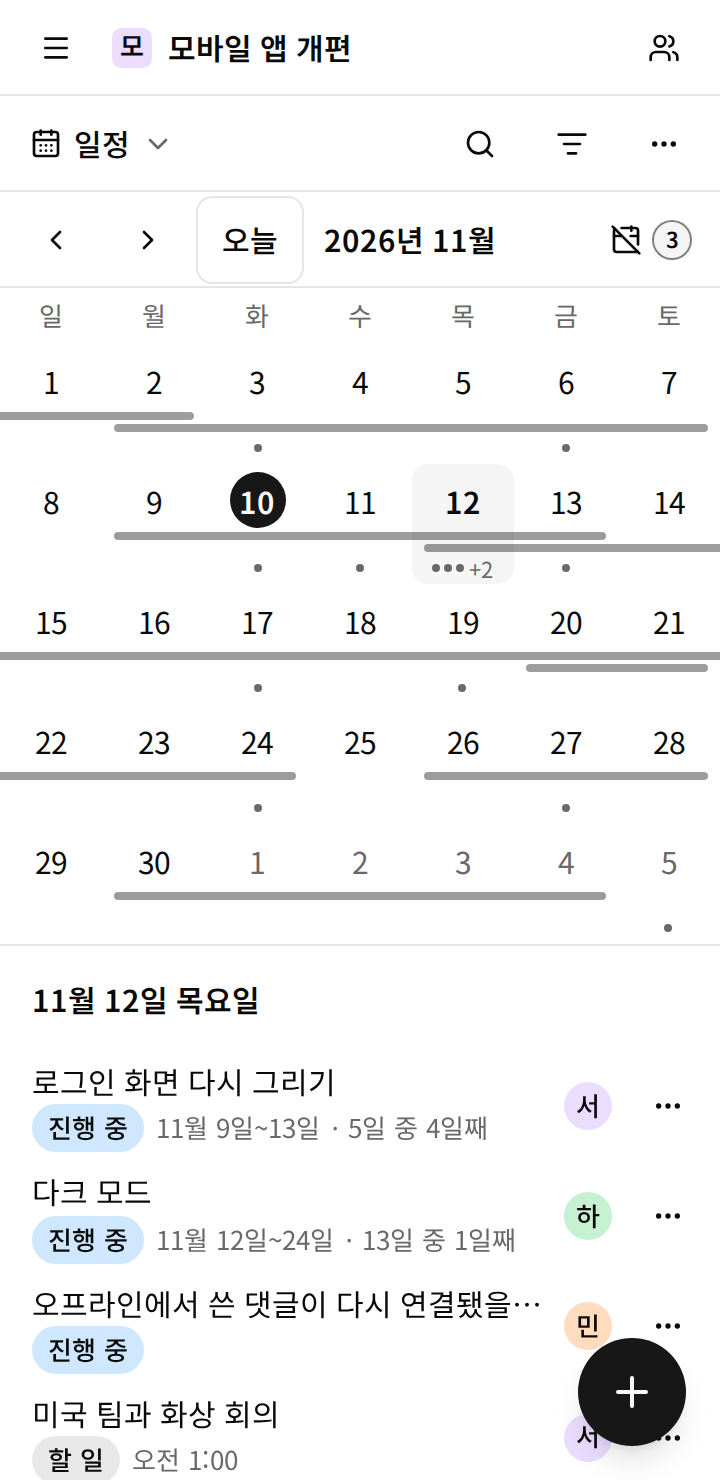 모 모바일 앱 개편
일정
오늘 2026년 11월 3
일 월 화 수 목 금 토
1 2 3 4 5 6 7
8 9 10 11 12 13 14
+2
15 16 17 18 19 20 21
22 23 24 25 26 27 28
29 30 1 2 3 4 5
11월 12일 목요일
로그인 화면 다시 그리기
진행 중 11월 9일~13일 · 5일 중 4일째
서
다크 모드
진행 중 11월 12일~24일 · 13일 중 1일째
하
오프라인에서 쓴 댓글이 다시 연결됐을…
진행 중
민
미국 팀과 화상 회의
할 일 오전 1:00
서